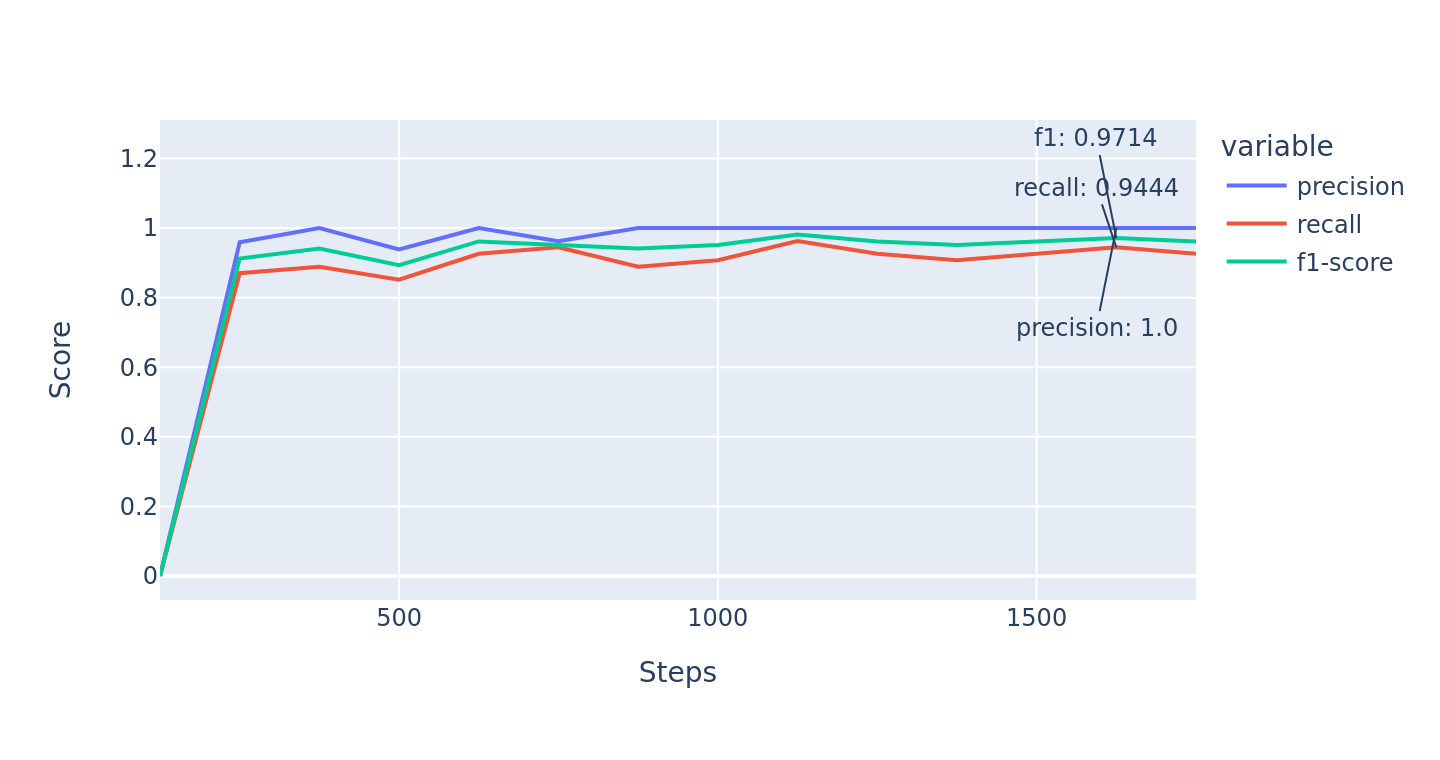 f1: 0.9714
recall: 0.9444
precision: 1.0
variable
precision
recall
f1-score
1.2
1
0.8
0.6
0.4
0.2
0
Score
500
1000
1500
Steps